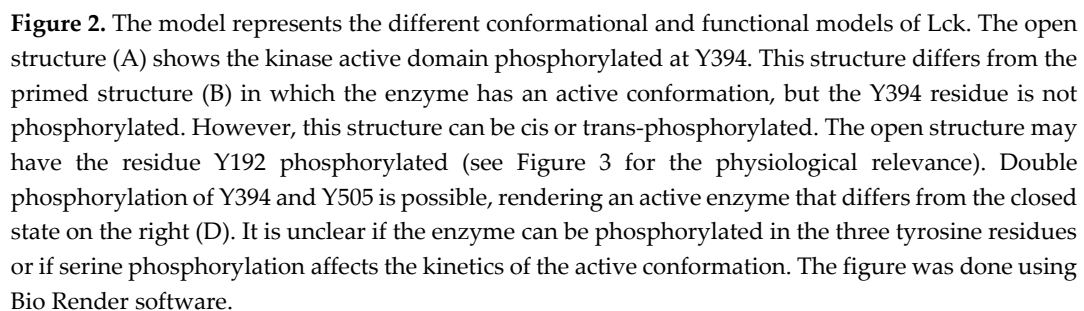 Figure 2. The model represents the different conformational and functional models of Lck. The open
structure (A) shows the kinase active domain phosphorylated at Y394. This structure differs from the
primed structure (B) in which the enzyme has an active conformation, but the Y394 residue is not
phosphorylated. However, this structure can be cis or trans-phosphorylated. The open structure may
have the residue Y192 phosphorylated (see Figure 3 for the physiological relevance). Double
phosphorylation of Y394 and Y505 is possible, rendering an active enzyme that differs from the closed
state on the right (D). It is unclear if the enzyme can be phosphorylated in the three tyrosine residues
or if serine phosphorylation affects the kinetics of the active conformation. The figure was done using
Bio Render software.